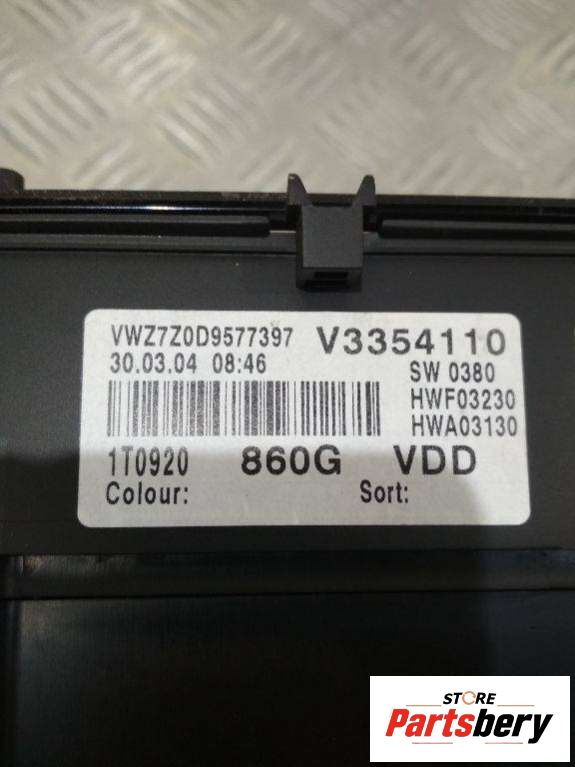 VWZ7Z0D9577397 V3354110
30.03.04 08:46 SW 0380
HWF03230
HWA03130
1T0920 860G VDD
Colour: Sort:
STORE
Partsbery